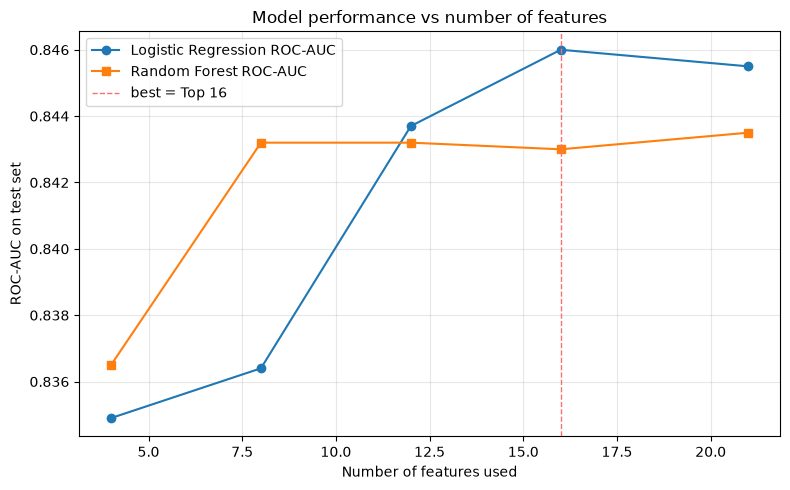 Model performance vs number of features
Logistic Regression ROC-AUC
Random Forest ROC-AUC
best = Top 16
ROC-AUC on test set
0.846
0.844
0.842
0.840
0.838
0.836
5.0
7.5
10.0
12.5
15.0
17.5
20.0
Number of features used